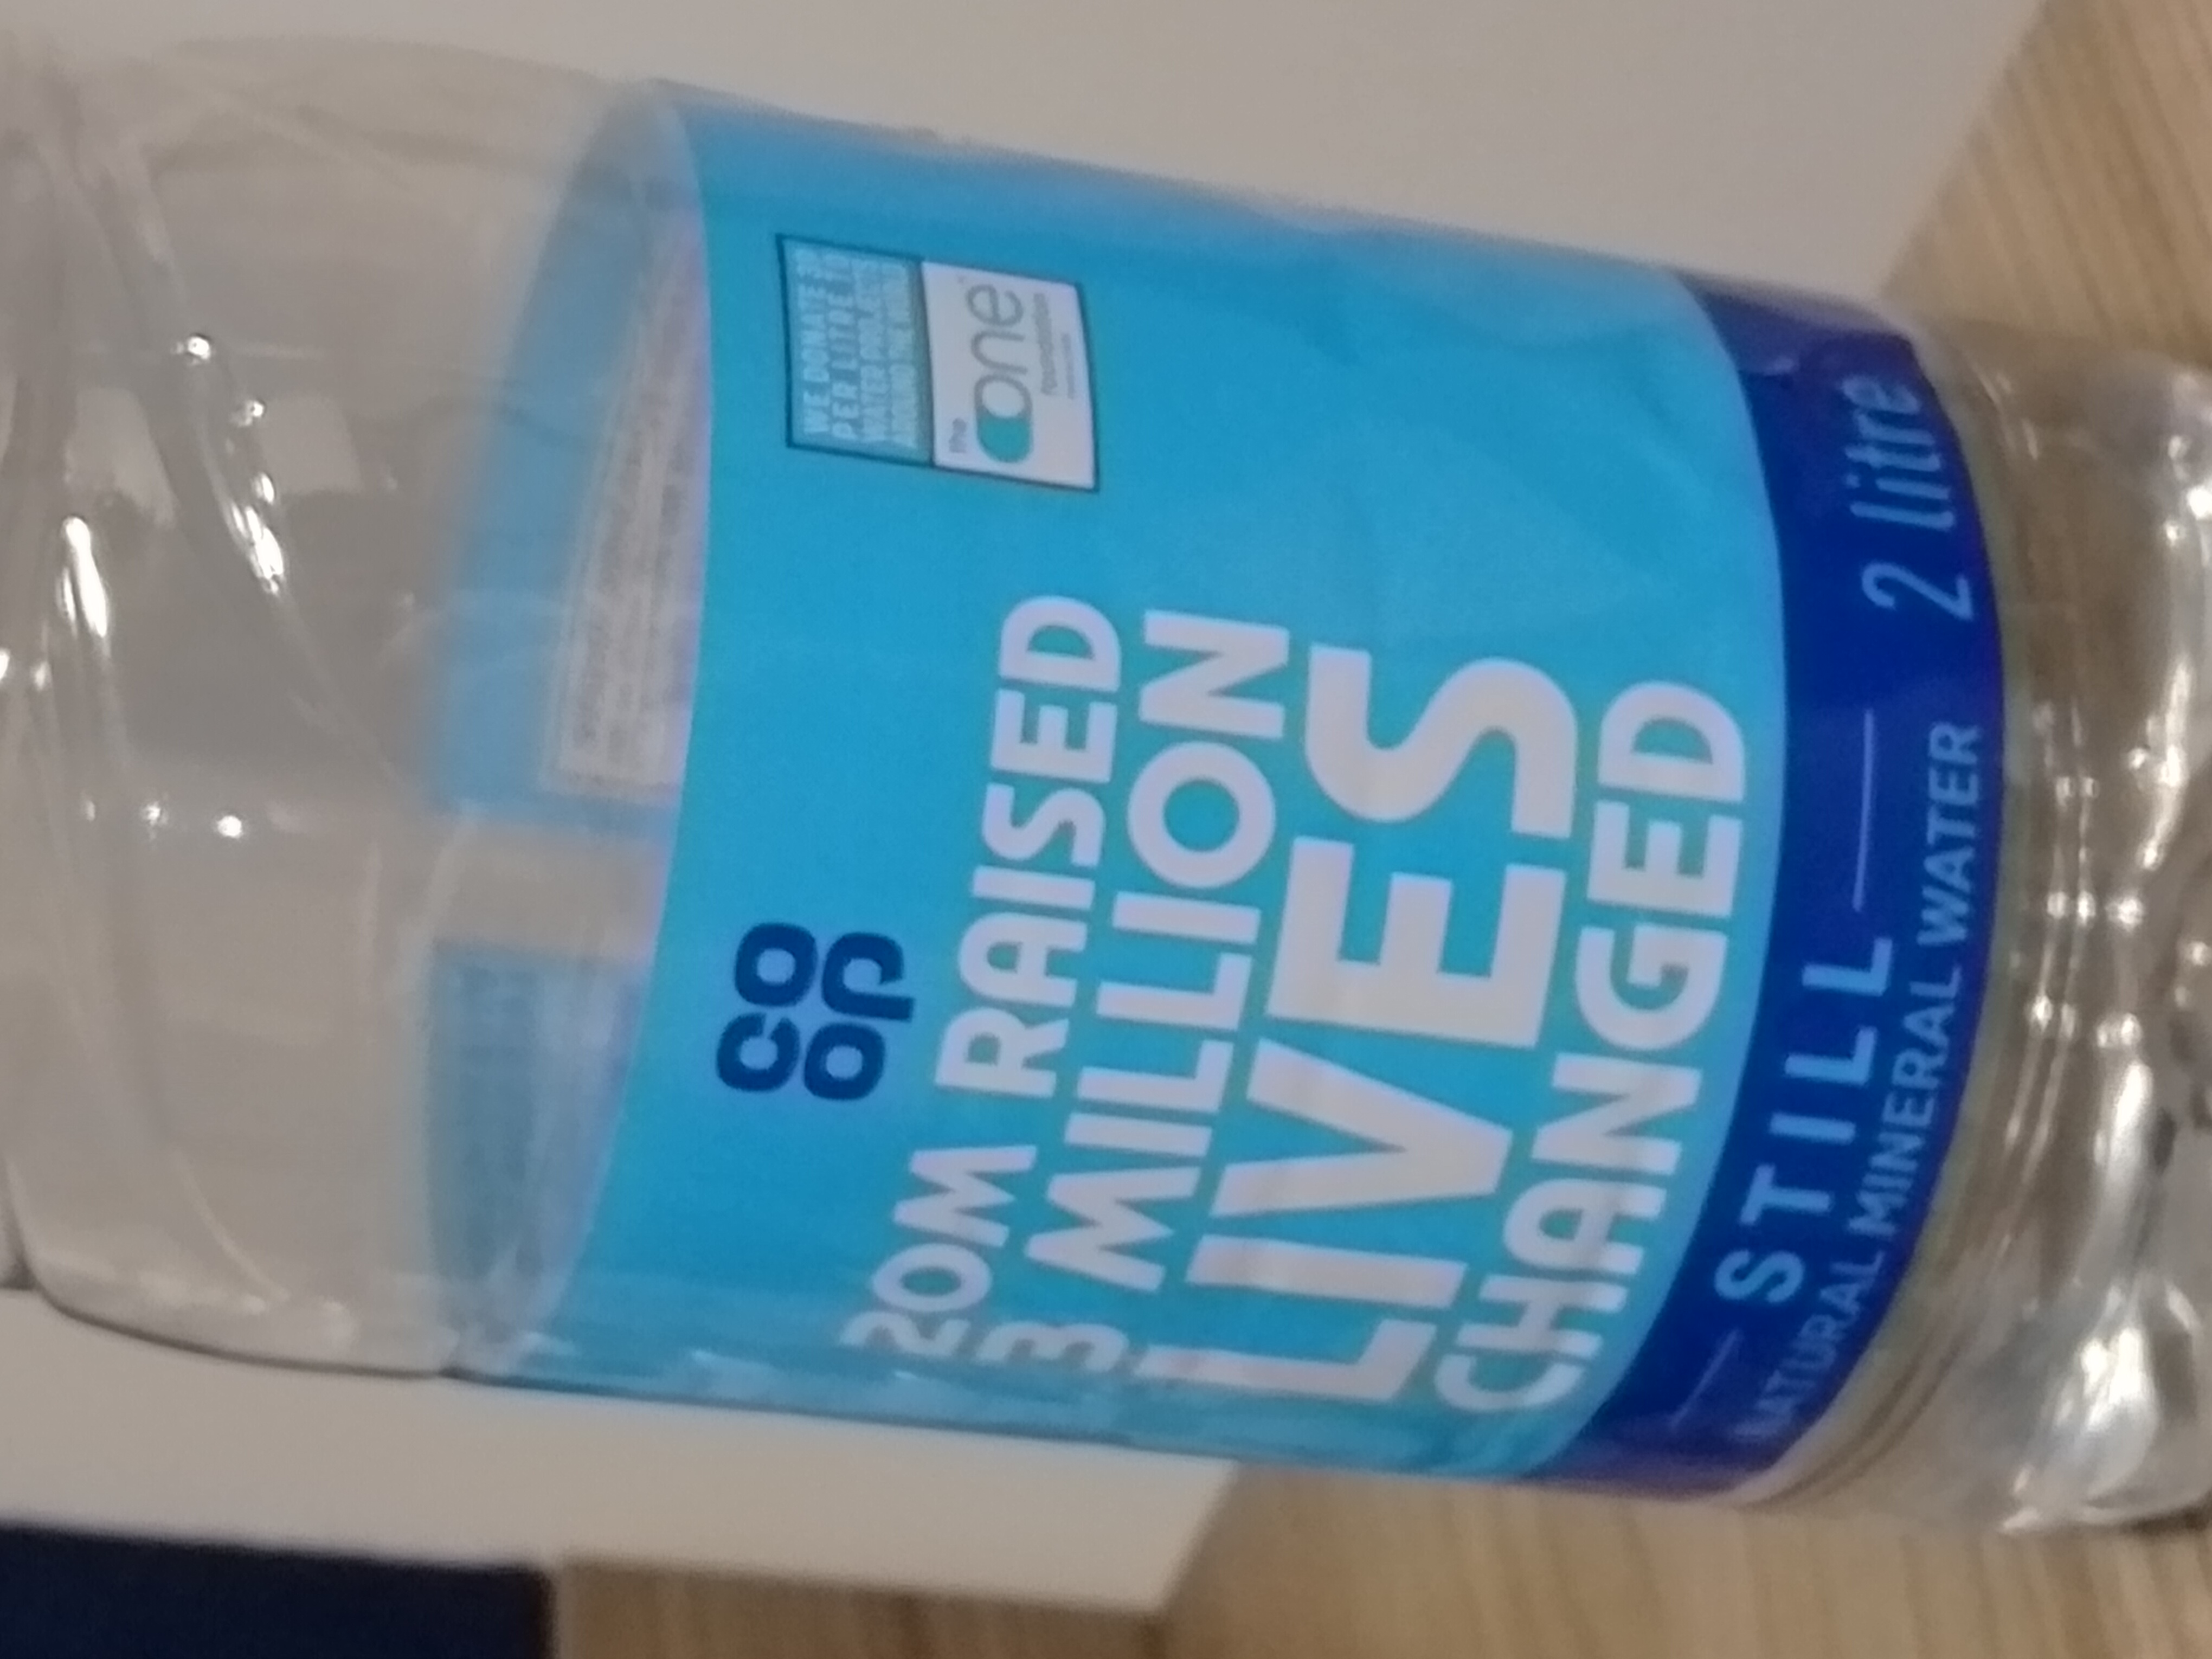 co
op
WE DONATE 3P
PER LITRE TO
WATER PROJECTS
AROUND THE WORLD
the
one
foundation
20M RAISED
3 MILLION
LIVES
CHANGED
STILL
NATURAL MINERAL WATER
2 litre